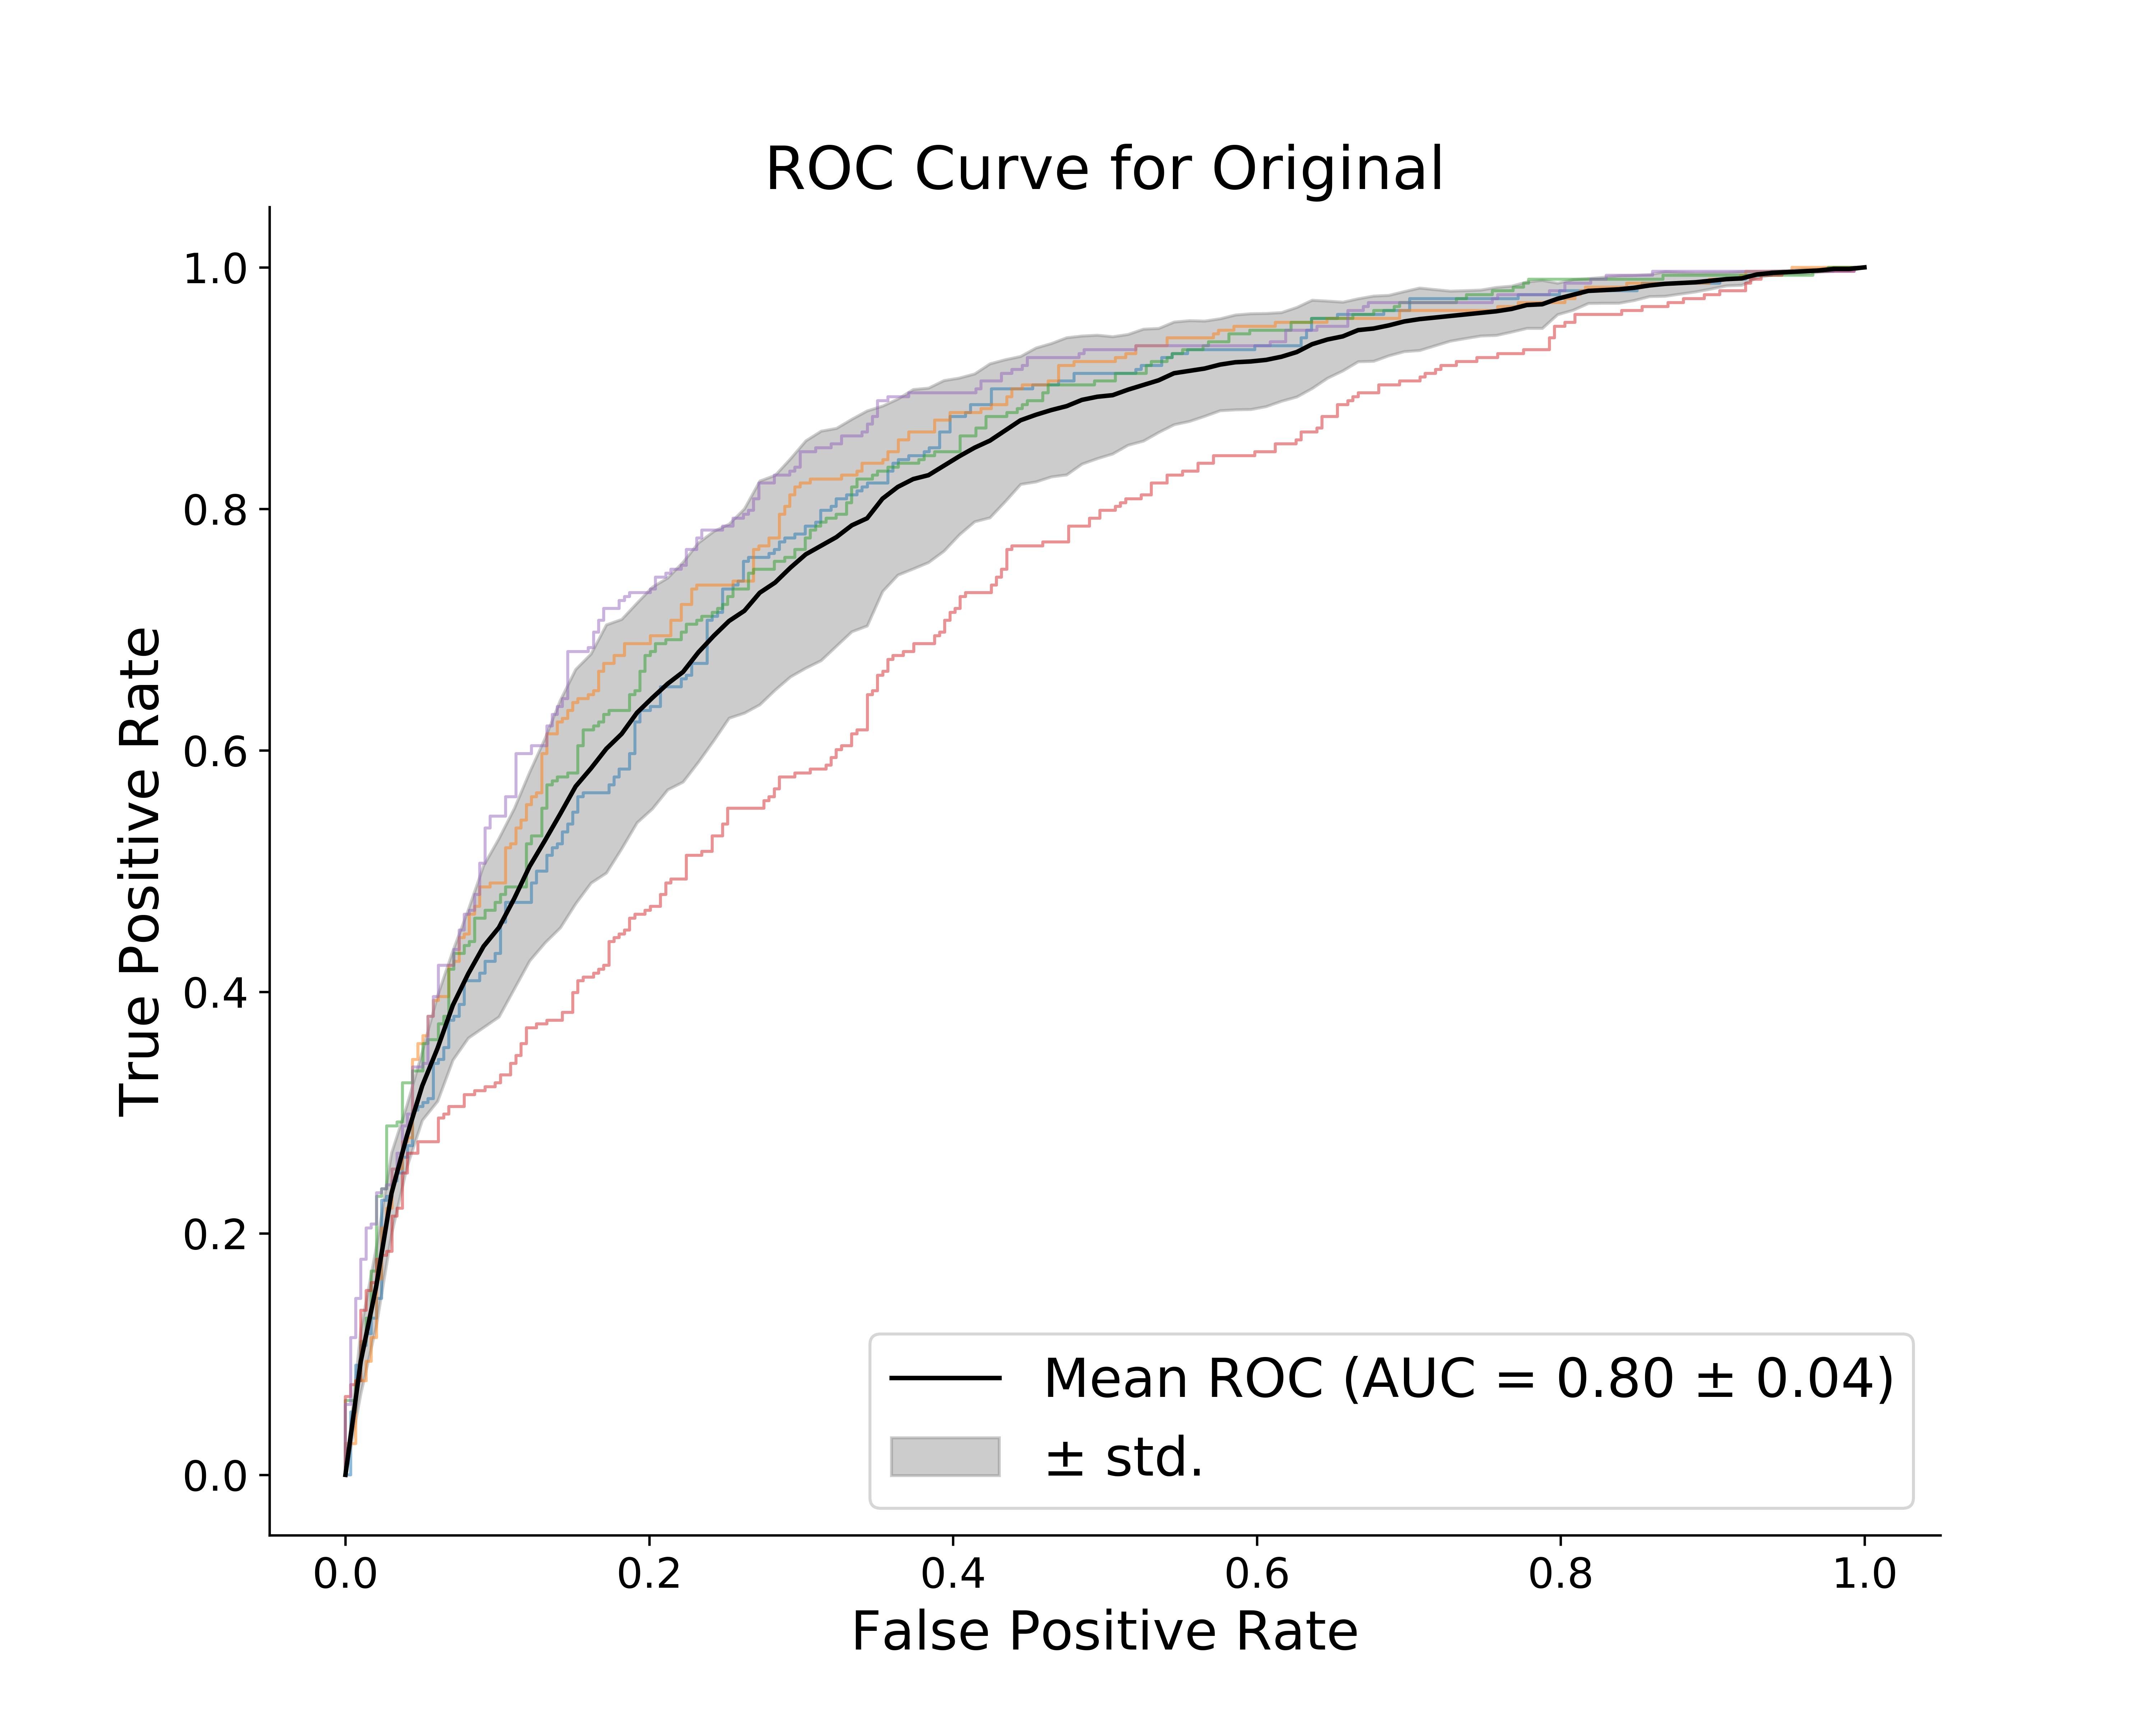 ROC Curve for Original
1.0
0.8
0.6
0.4
0.2
0.0
True Positive Rate
Mean ROC (AUC = 0.80 ± 0.04)
± std.
0.0 0.2 0.4 0.6 0.8 1.0
False Positive Rate